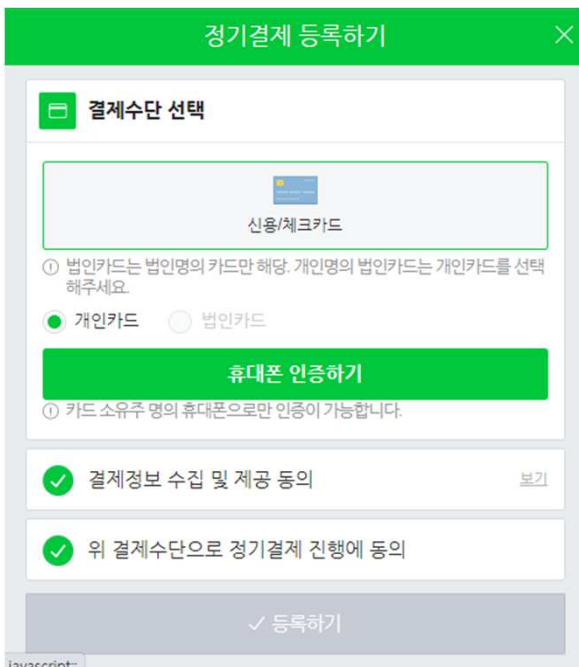 정기결제 등록하기
결제수단 선택
신용/체크카드
법인카드는 법인명의 카드만 해당. 개인명의 법인카드는 개인카드를 선택
해주세요.
개인카드 법인카드
휴대폰 인증하기
카드 소유주 명의 휴대폰으로만 인증이 가능합니다.
결제정보 수집 및 제공 동의 보기
위 결제수단으로 정기결제 진행에 동의
등록하기
javascript:;